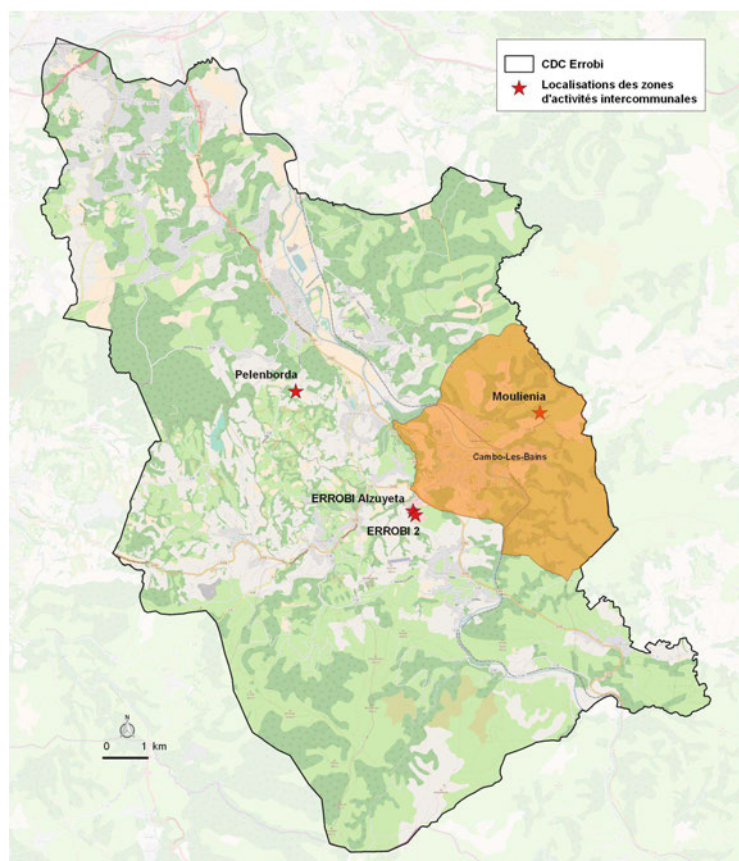 CDC Errobi
Localisations des zones
d'activités intercommunales
Pelenborda
Moulienia
Cambo-Les-Bains
ERROBI Alzuyeta
ERROBI 2
N
0 1 km